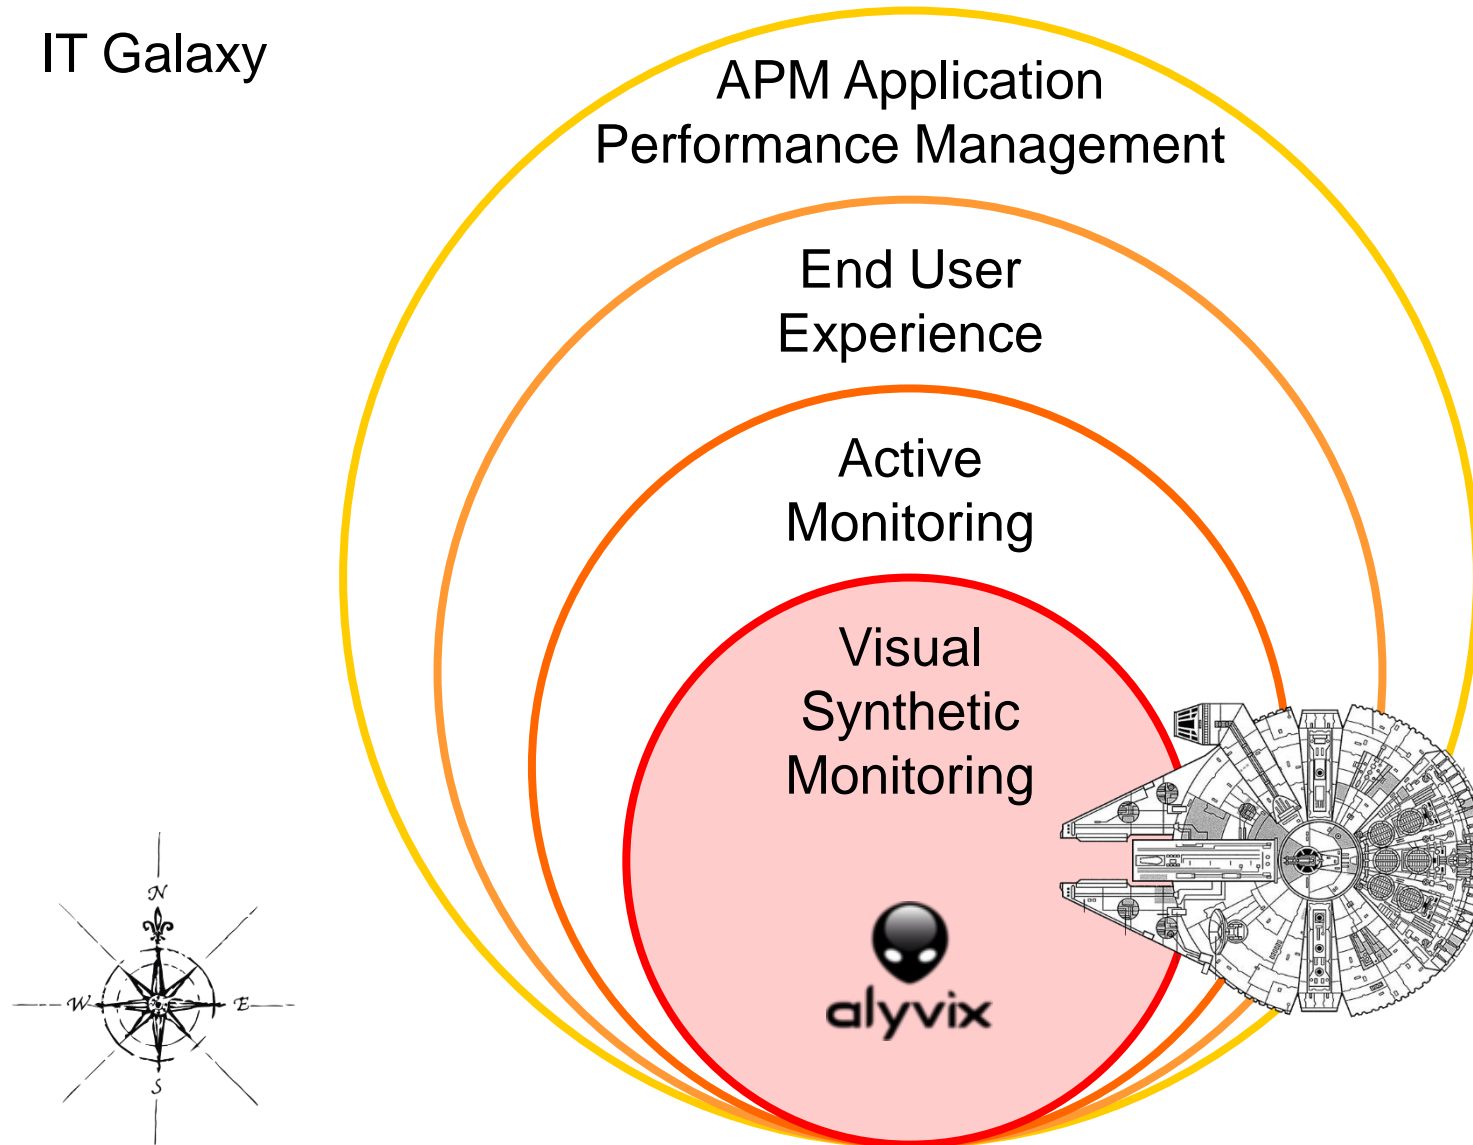 IT Galaxy
APM Application
Performance Management
End User
Experience
Active
Monitoring
Visual
Synthetic
Monitoring
alyvix
N
W
E
S